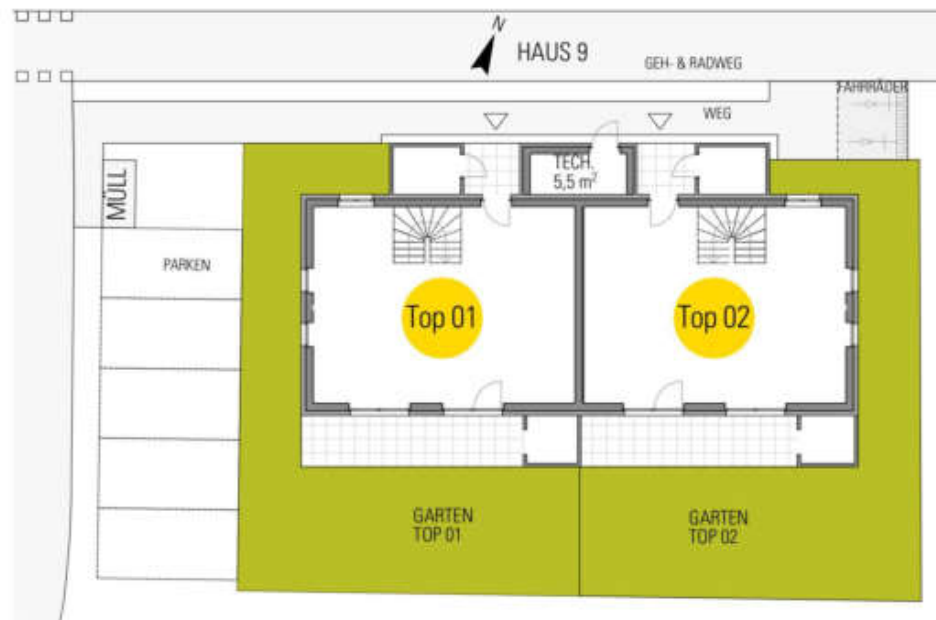 N
HAUS 9
GEH- & RADWEG
FAHRRÄDER
WEG
TECH.
5,5 m²
MÜLL
PARKEN
Top 01
Top 02
GARTEN
TOP 01
GARTEN
TOP 02